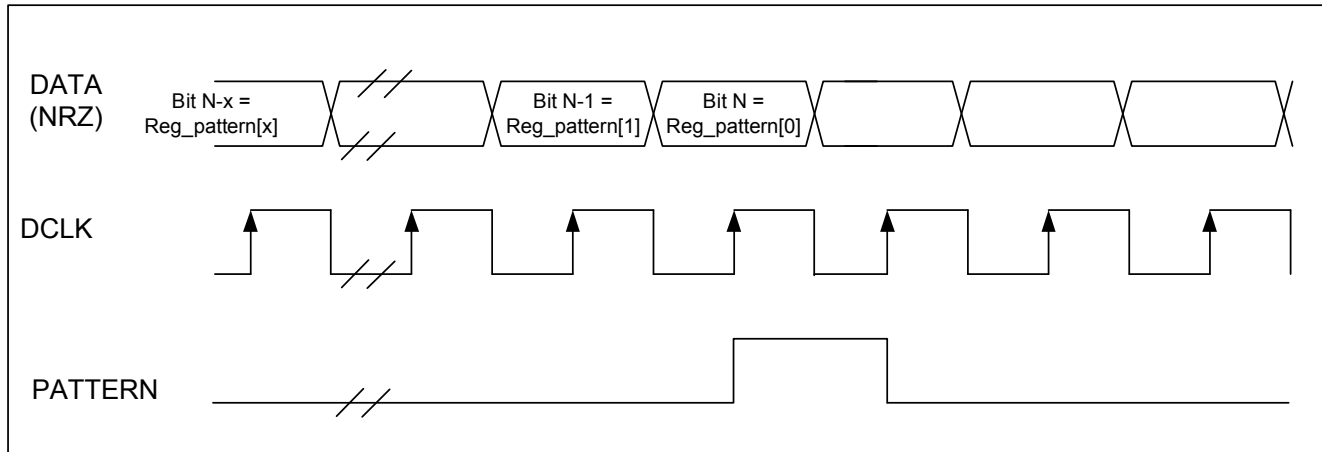 DATA
(NRZ)
Bit N-x =
Reg_pattern[x]
Bit N-1 =
Reg_pattern[1]
Bit N =
Reg_pattern[0]
DCLK
PATTERN